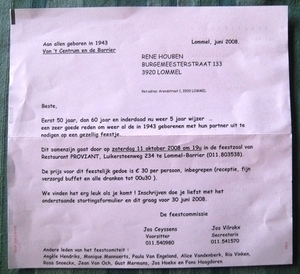 Aan allen geboren in 1943
Van 't Centrum en de Barrier
Lommel, juni 2008.
RENE HOUBEN
BURGEMEESTERSTRAAT 133
3920 LOMMEL
Beste,
Eerst 50 jaar, dan 60 jaar en inderdaad nu weer 5 jaar wijzer ..
een zeer goede reden om weer al de in 1943 geborenen met hun partner uit te
nodigen op een gezellig feestje.
Dit samenzijn gaat door op zaterdag 11 oktober 2008 om 19u in de feestzaal van
Restaurant PROVIANT, Luikersteenweg 234 te Lommel-Barrier (011.803538).
De prijs voor dit feestelijk gebeuren is € 30 per persoon, inbegrepen (receptie, fijn
verzorgd buffet en alle dranken tot 00u30 ).
We vinden het erg leuk als je komt ! Inschrijven doe je liefst met het
onderstaande stortingsformulier en dit graag voor 30 juni 2008.
De feestcommissie
Jos Ceyssens
Jos Vilrokx
Voorzitter
Secretaris
011.540980
011.541570
Andere leden van het feestcomiteit :
Angèle Hendrikx, Monique Mannaerts, Paula Van Engeland, Alice Vandenberk, Ria Vinken,
Rosa Snoeckx, Jean Van Och, Gust Mermans, Jos Hoeks en Fons Hoogloren